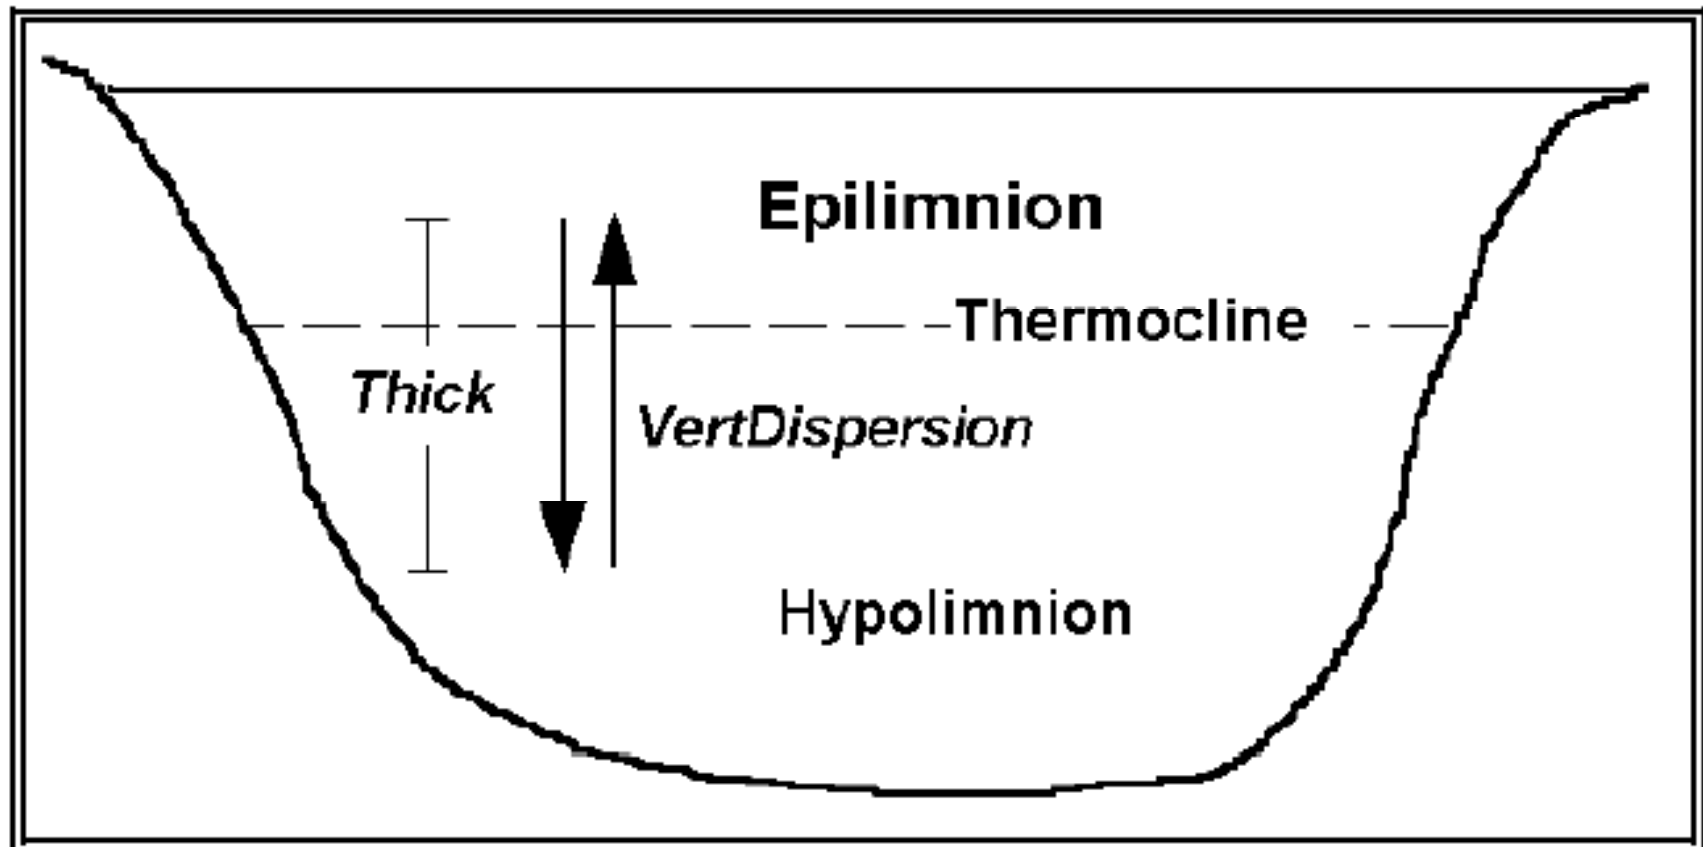 Epilimnion
Thermocline
Thick
VertDispersion
Hypolimnion